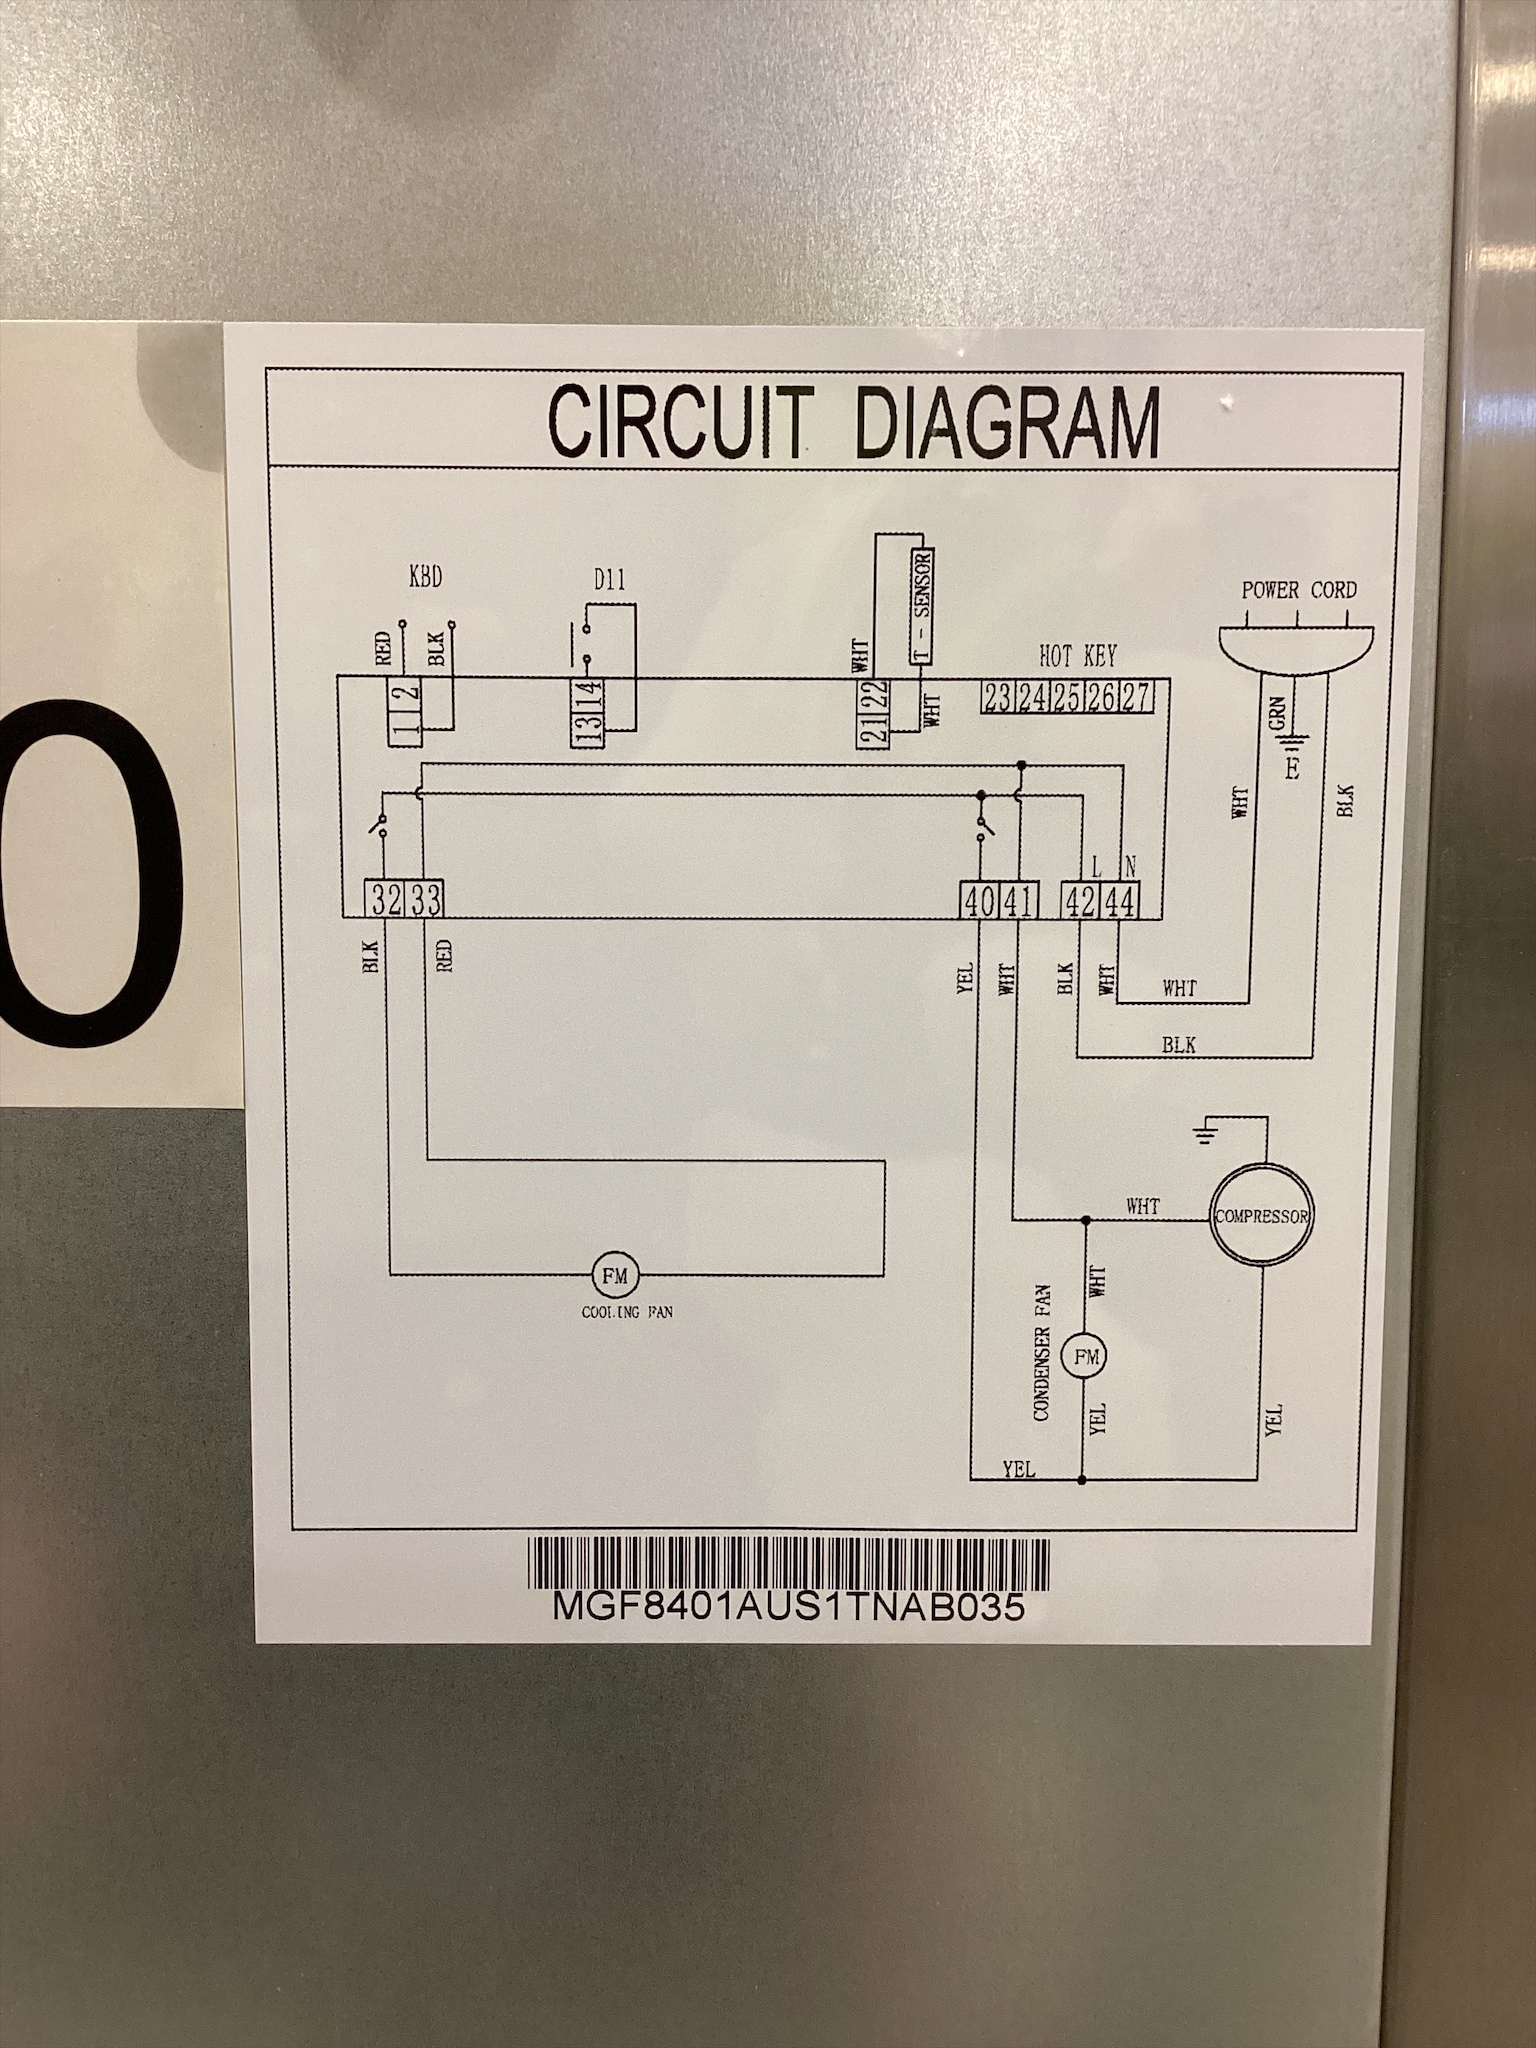 CIRCUIT DIAGRAM
KBD
D11
T - SENSOR
POWER CORD
RED
BLK
WHT
HOT KEY
1 2
13 14
21 22
WHT
23 24 25 26 27
GRN
E
WHT
BLK
L N
32 33
40 41
42 44
BLK
RED
YEL
WHT
BLK
WHT
WHT
BLK
COMPRESSOR
WHT
FM
COOLING FAN
WHT
CONDENSER FAN
FM
YEL
YEL
YEL
MGF8401AUS1TNAB035
0